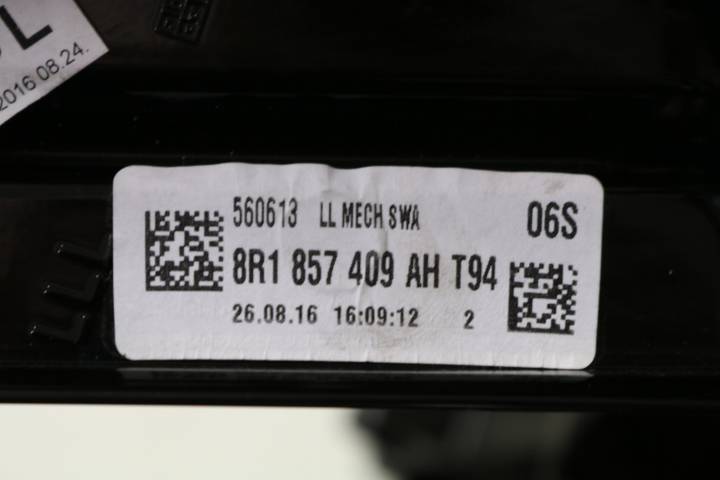 L
2016.08.24.
560613 LL MECH SWA 06S
8R1 857 409 AH T94
26.08.16 16:09:12 2